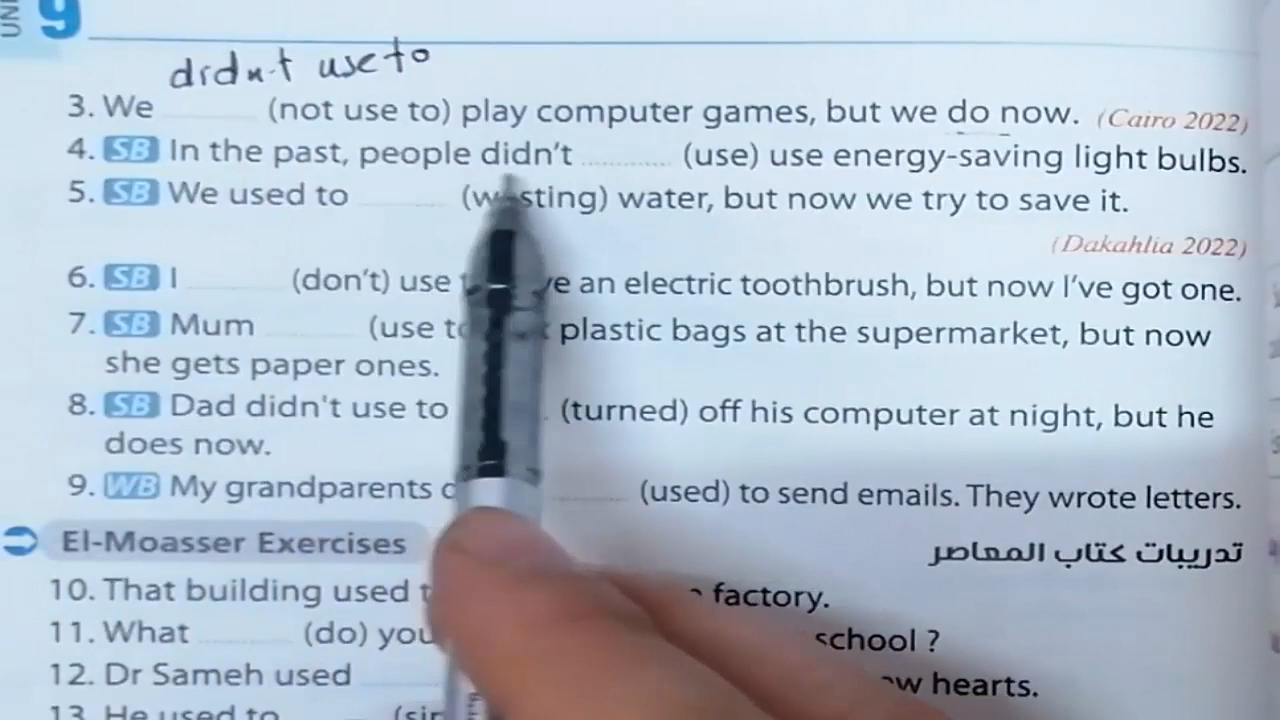 UNI
9
didn't use to
3. We ........ (not use to) play computer games, but we do now. (Cairo 2022)
4. SB In the past, people didn't ........ (use) use energy-saving light bulbs.
5. SB We used to ........ (wasting) water, but now we try to save it.
(Dakahlia 2022)
6. SB I ........ (don't) use an electric toothbrush, but now I've got one.
7. SB Mum ........ (use plastic bags at the supermarket, but now
she gets paper ones.
8. SB Dad didn't use to (turned) off his computer at night, but he
does now.
9. WB My grandparents ........ (used) to send emails. They wrote letters.
El-Moasser Exercises تدريبات كتاب المعاصر
10. That building used factory.
11. What ........ (do) you school ?
12. Dr Sameh used hearts.
13. He used to